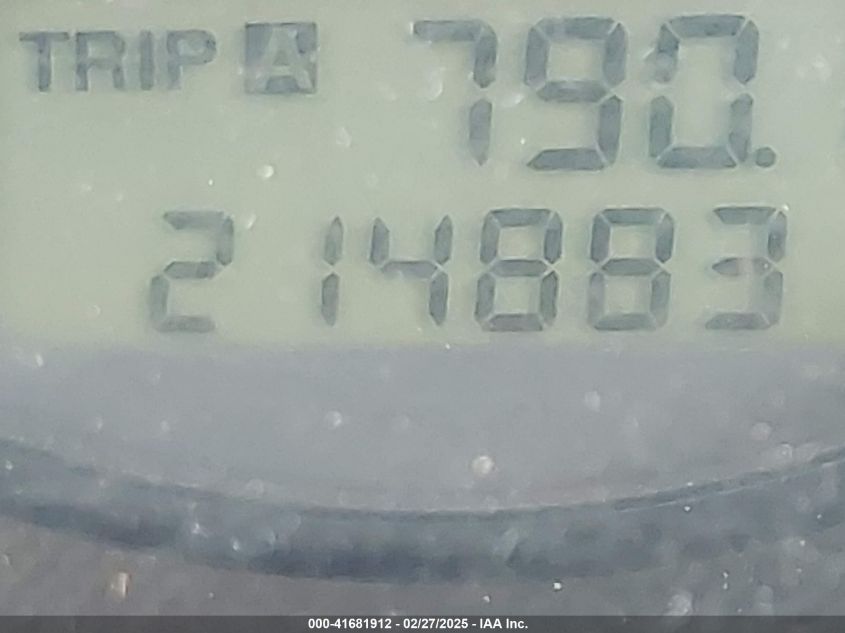 TRIP A 790.
214883
000-41681912 - 02/27/2025 - IAA Inc.